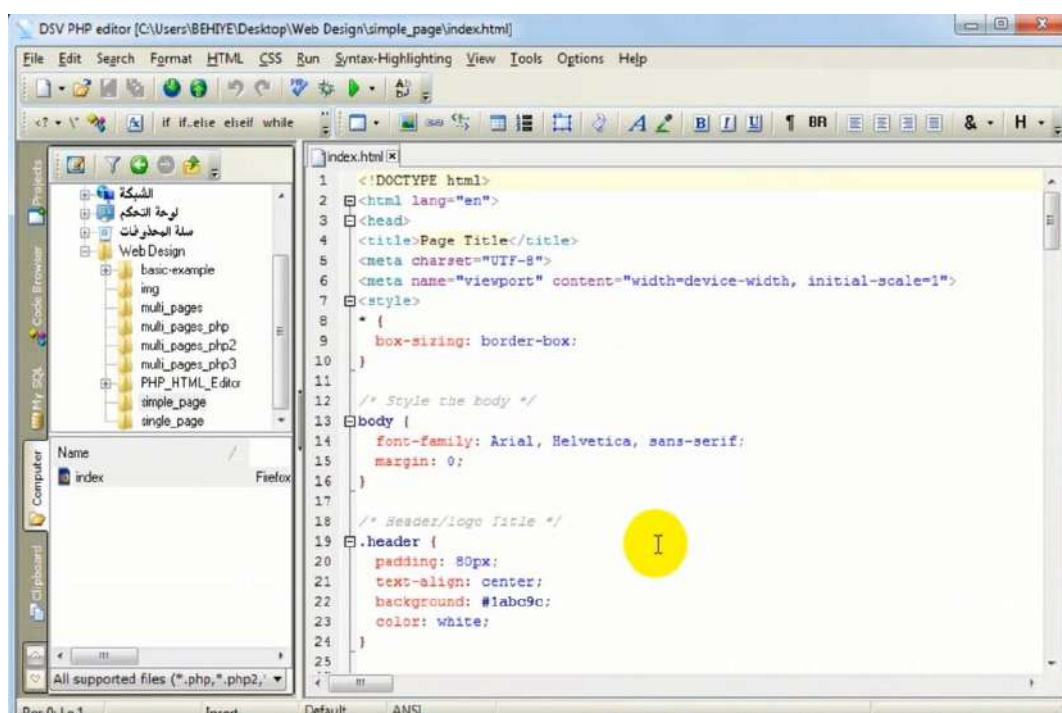 DSV PHP editor [C:\Users\BEHIYE\Desktop\Web Design\simple_page\index.html]
File Edit Search Format HTML CSS Run Syntax-Highlighting View Tools Options Help
if if..else elseif while
B I U ¶ BR & H
Projects
Code Browser
My SQL
Computer
Clipboard
الشبكة
لوحة التحكم
سلة المحذوفات
Web Design
basic-example
img
multi_pages
multi_pages_php
multi_pages_php2
multi_pages_php3
PHP_HTML_Editor
simple_page
single_page
Name
index Firefox
All supported files (*.php,*.php2,
index.html
1 <!DOCTYPE html>
2 <html lang="en">
3 <head>
4 <title>Page Title</title>
5 <meta charset="UTF-8">
6 <meta name="viewport" content="width=device-width, initial-scale=1">
7 <style>
8 * {
9 box-sizing: border-box;
10 }
11
12 /* Style the body */
13 body {
14 font-family: Arial, Helvetica, sans-serif;
15 margin: 0;
16 }
17
18 /* Header/logo Title */
19 .header {
20 padding: 80px;
21 text-align: center;
22 background: #1abc9c;
23 color: white;
24 }
25
Insert Default ANSI